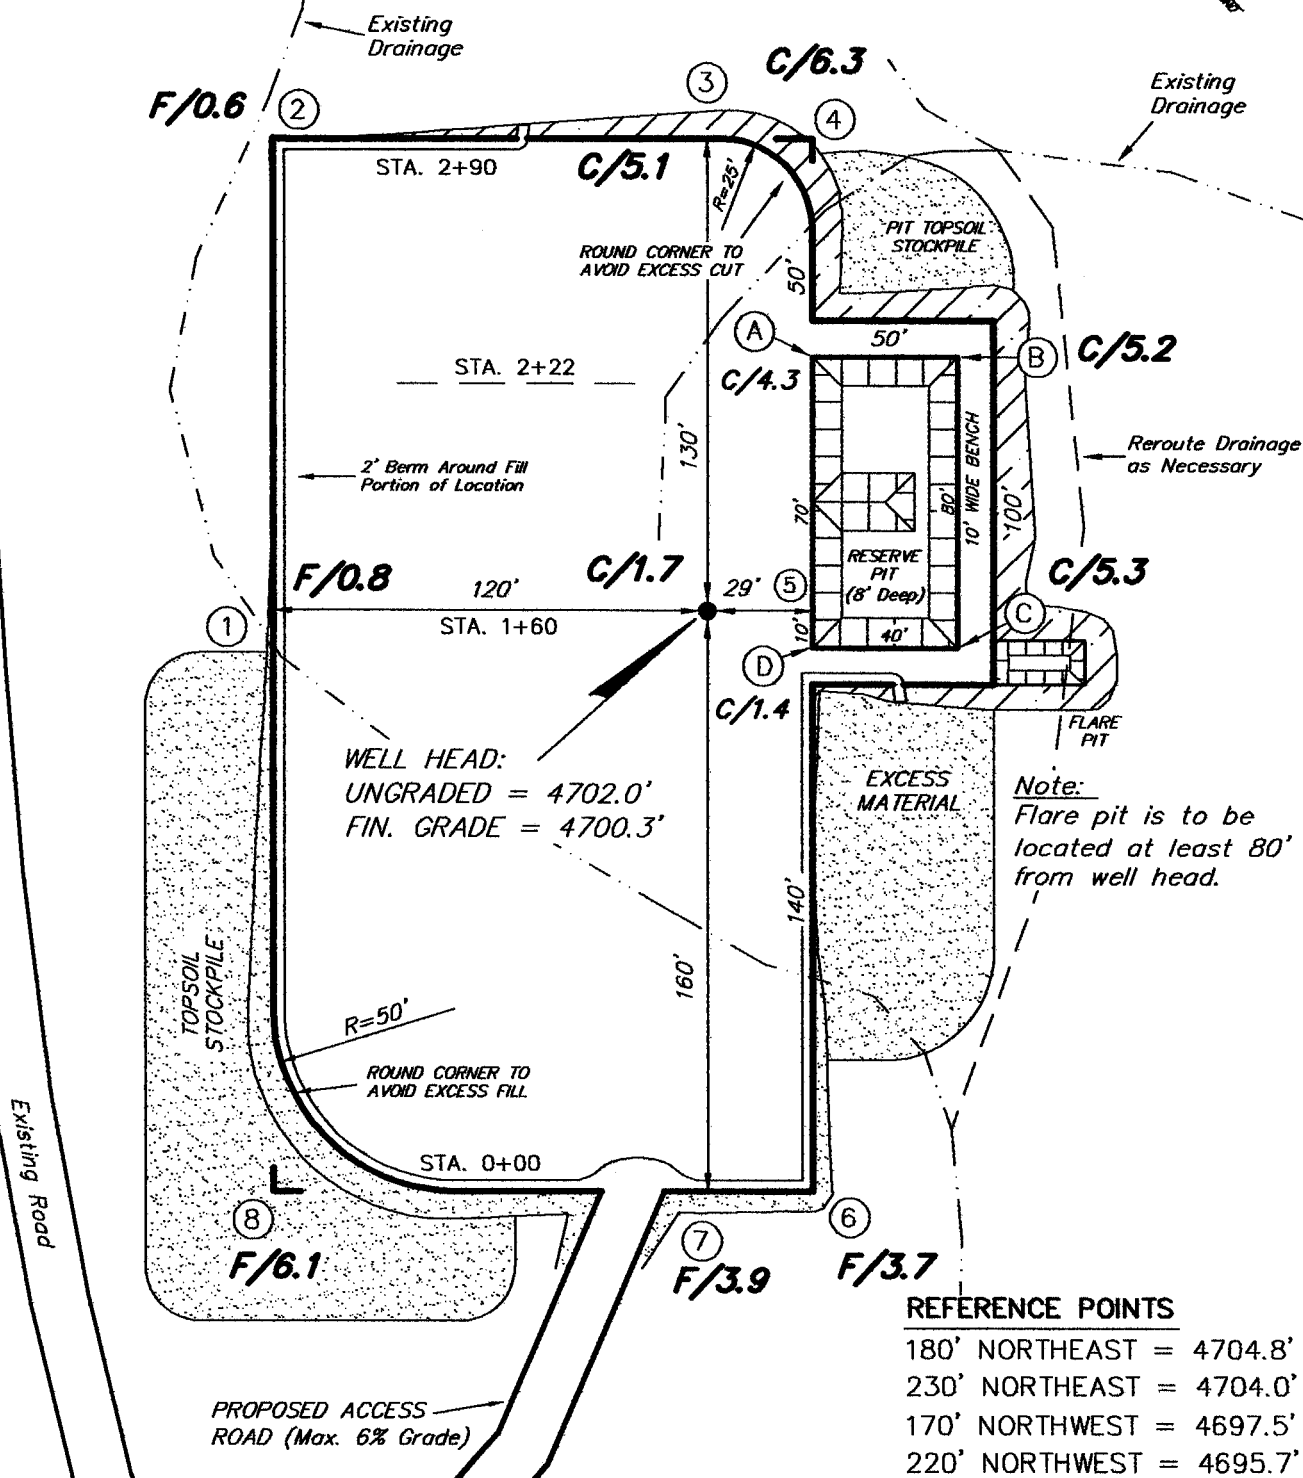 Existing
Drainage
C/6.3
Existing
Drainage
F/0.6
2
3
4
STA. 2+90
C/5.1
R=25'
PIT TOPSOIL
STOCKPILE
ROUND CORNER TO
AVOID EXCESS CUT
50'
A
50'
B
C/5.2
STA. 2+22
C/4.3
130'
2' Berm Around Fill
Portion of Location
Reroute Drainage
as Necessary
70'
80'
10' WIDE BENCH
100'
RESERVE
PIT
(8' Deep)
F/0.8
120'
C/1.7
29'
5
C/5.3
1
STA. 1+60
10'
40'
C
D
C/1.4
FLARE
PIT
WELL HEAD:
UNGRADED = 4702.0'
FIN. GRADE = 4700.3'
EXCESS
MATERIAL
Note:
Flare pit is to be
located at least 80'
from well head.
140'
160'
TOPSOIL
STOCKPILE
R=50'
ROUND CORNER TO
AVOID EXCESS FILL
Existing Road
STA. 0+00
8
F/6.1
7
F/3.9
6
F/3.7
PROPOSED ACCESS
ROAD (Max. 6% Grade)
REFERENCE POINTS
180' NORTHEAST = 4704.8'
230' NORTHEAST = 4704.0'
170' NORTHWEST = 4697.5'
220' NORTHWEST = 4695.7'